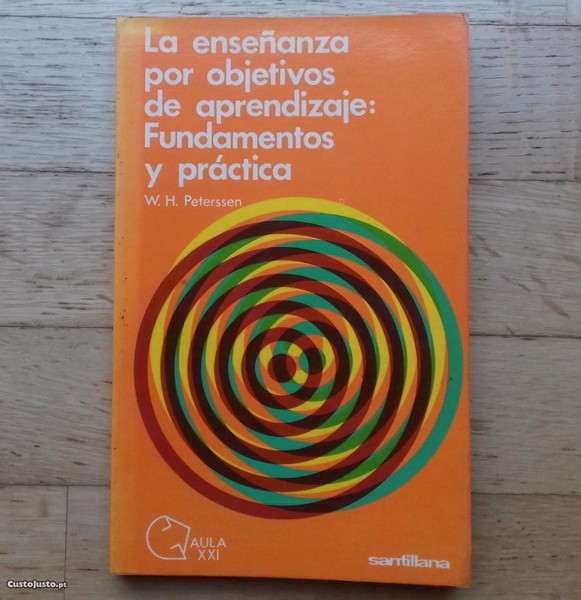 La enseñanza
por objetivos
de aprendizaje:
Fundamentos
y práctica
W. H. Peterssen
AULA
XXI
santillana
CustoJusto.pt